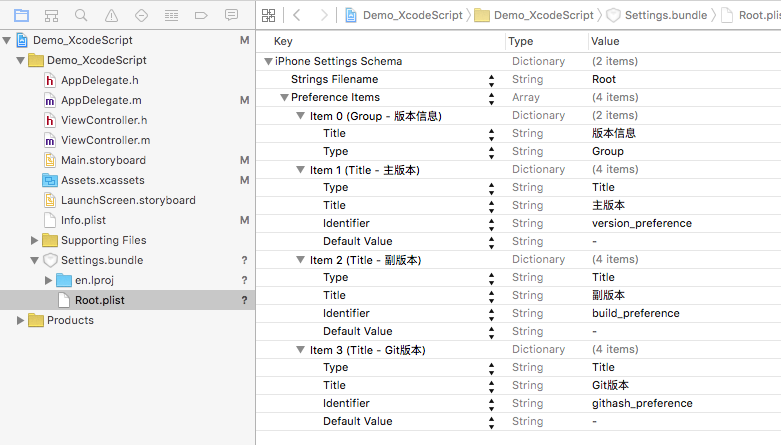 Demo_XcodeScript M
Demo_XcodeScript
AppDelegate.h
AppDelegate.m M
ViewController.h
ViewController.m
Main.storyboard M
Assets.xcassets M
LaunchScreen.storyboard
Info.plist M
Supporting Files
Settings.bundle ?
en.lproj ?
Root.plist ?
Products
Demo_XcodeScript Demo_XcodeScript Settings.bundle Root.plis
Key Type Value
iPhone Settings Schema Dictionary (2 items)
Strings Filename String Root
Preference Items Array (4 items)
Item 0 (Group - 版本信息) Dictionary (2 items)
Title String 版本信息
Type String Group
Item 1 (Title - 主版本) Dictionary (4 items)
Type String Title
Title String 主版本
Identifier String version_preference
Default Value String -
Item 2 (Title - 副版本) Dictionary (4 items)
Type String Title
Title String 副版本
Identifier String build_preference
Default Value String -
Item 3 (Title - Git版本) Dictionary (4 items)
Type String Title
Title String Git版本
Identifier String githash_preference
Default Value String -